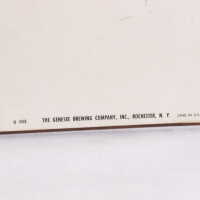 THE GENESEE BREWING COMPANY, INC., ROCHESTER, N. Y.